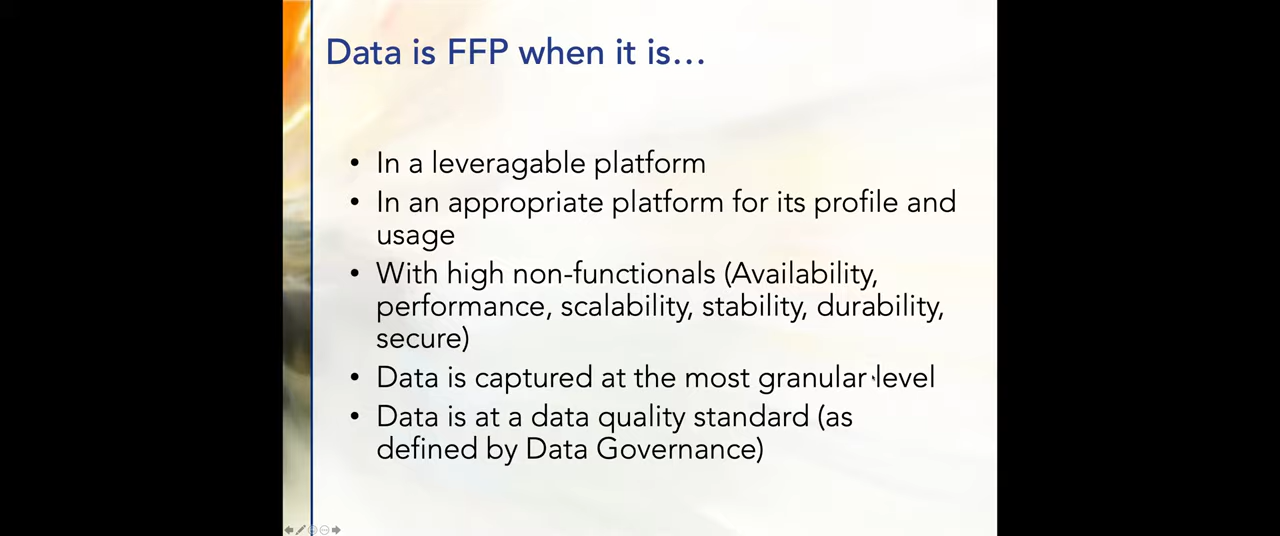 Data is FFP when it is...
• In a leveragable platform
• In an appropriate platform for its profile and
usage
• With high non-functionals (Availability,
performance, scalability, stability, durability,
secure)
• Data is captured at the most granular level
• Data is at a data quality standard (as
defined by Data Governance)